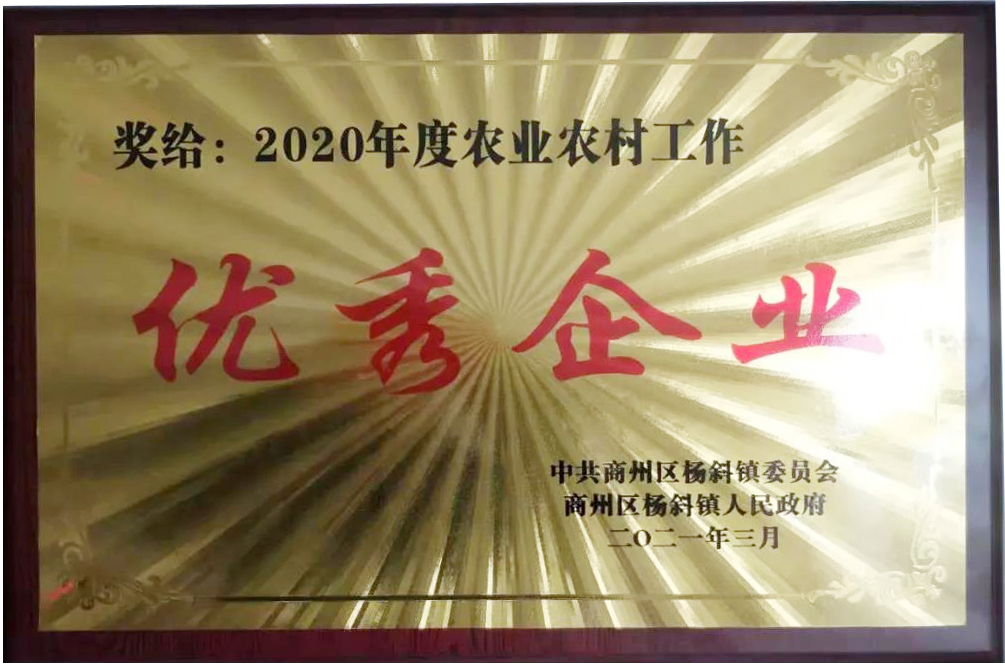 奖给：2020年度农业农村工作
优秀企业
中共商州区杨斜镇委员会
商州区杨斜镇人民政府
二〇二一年三月